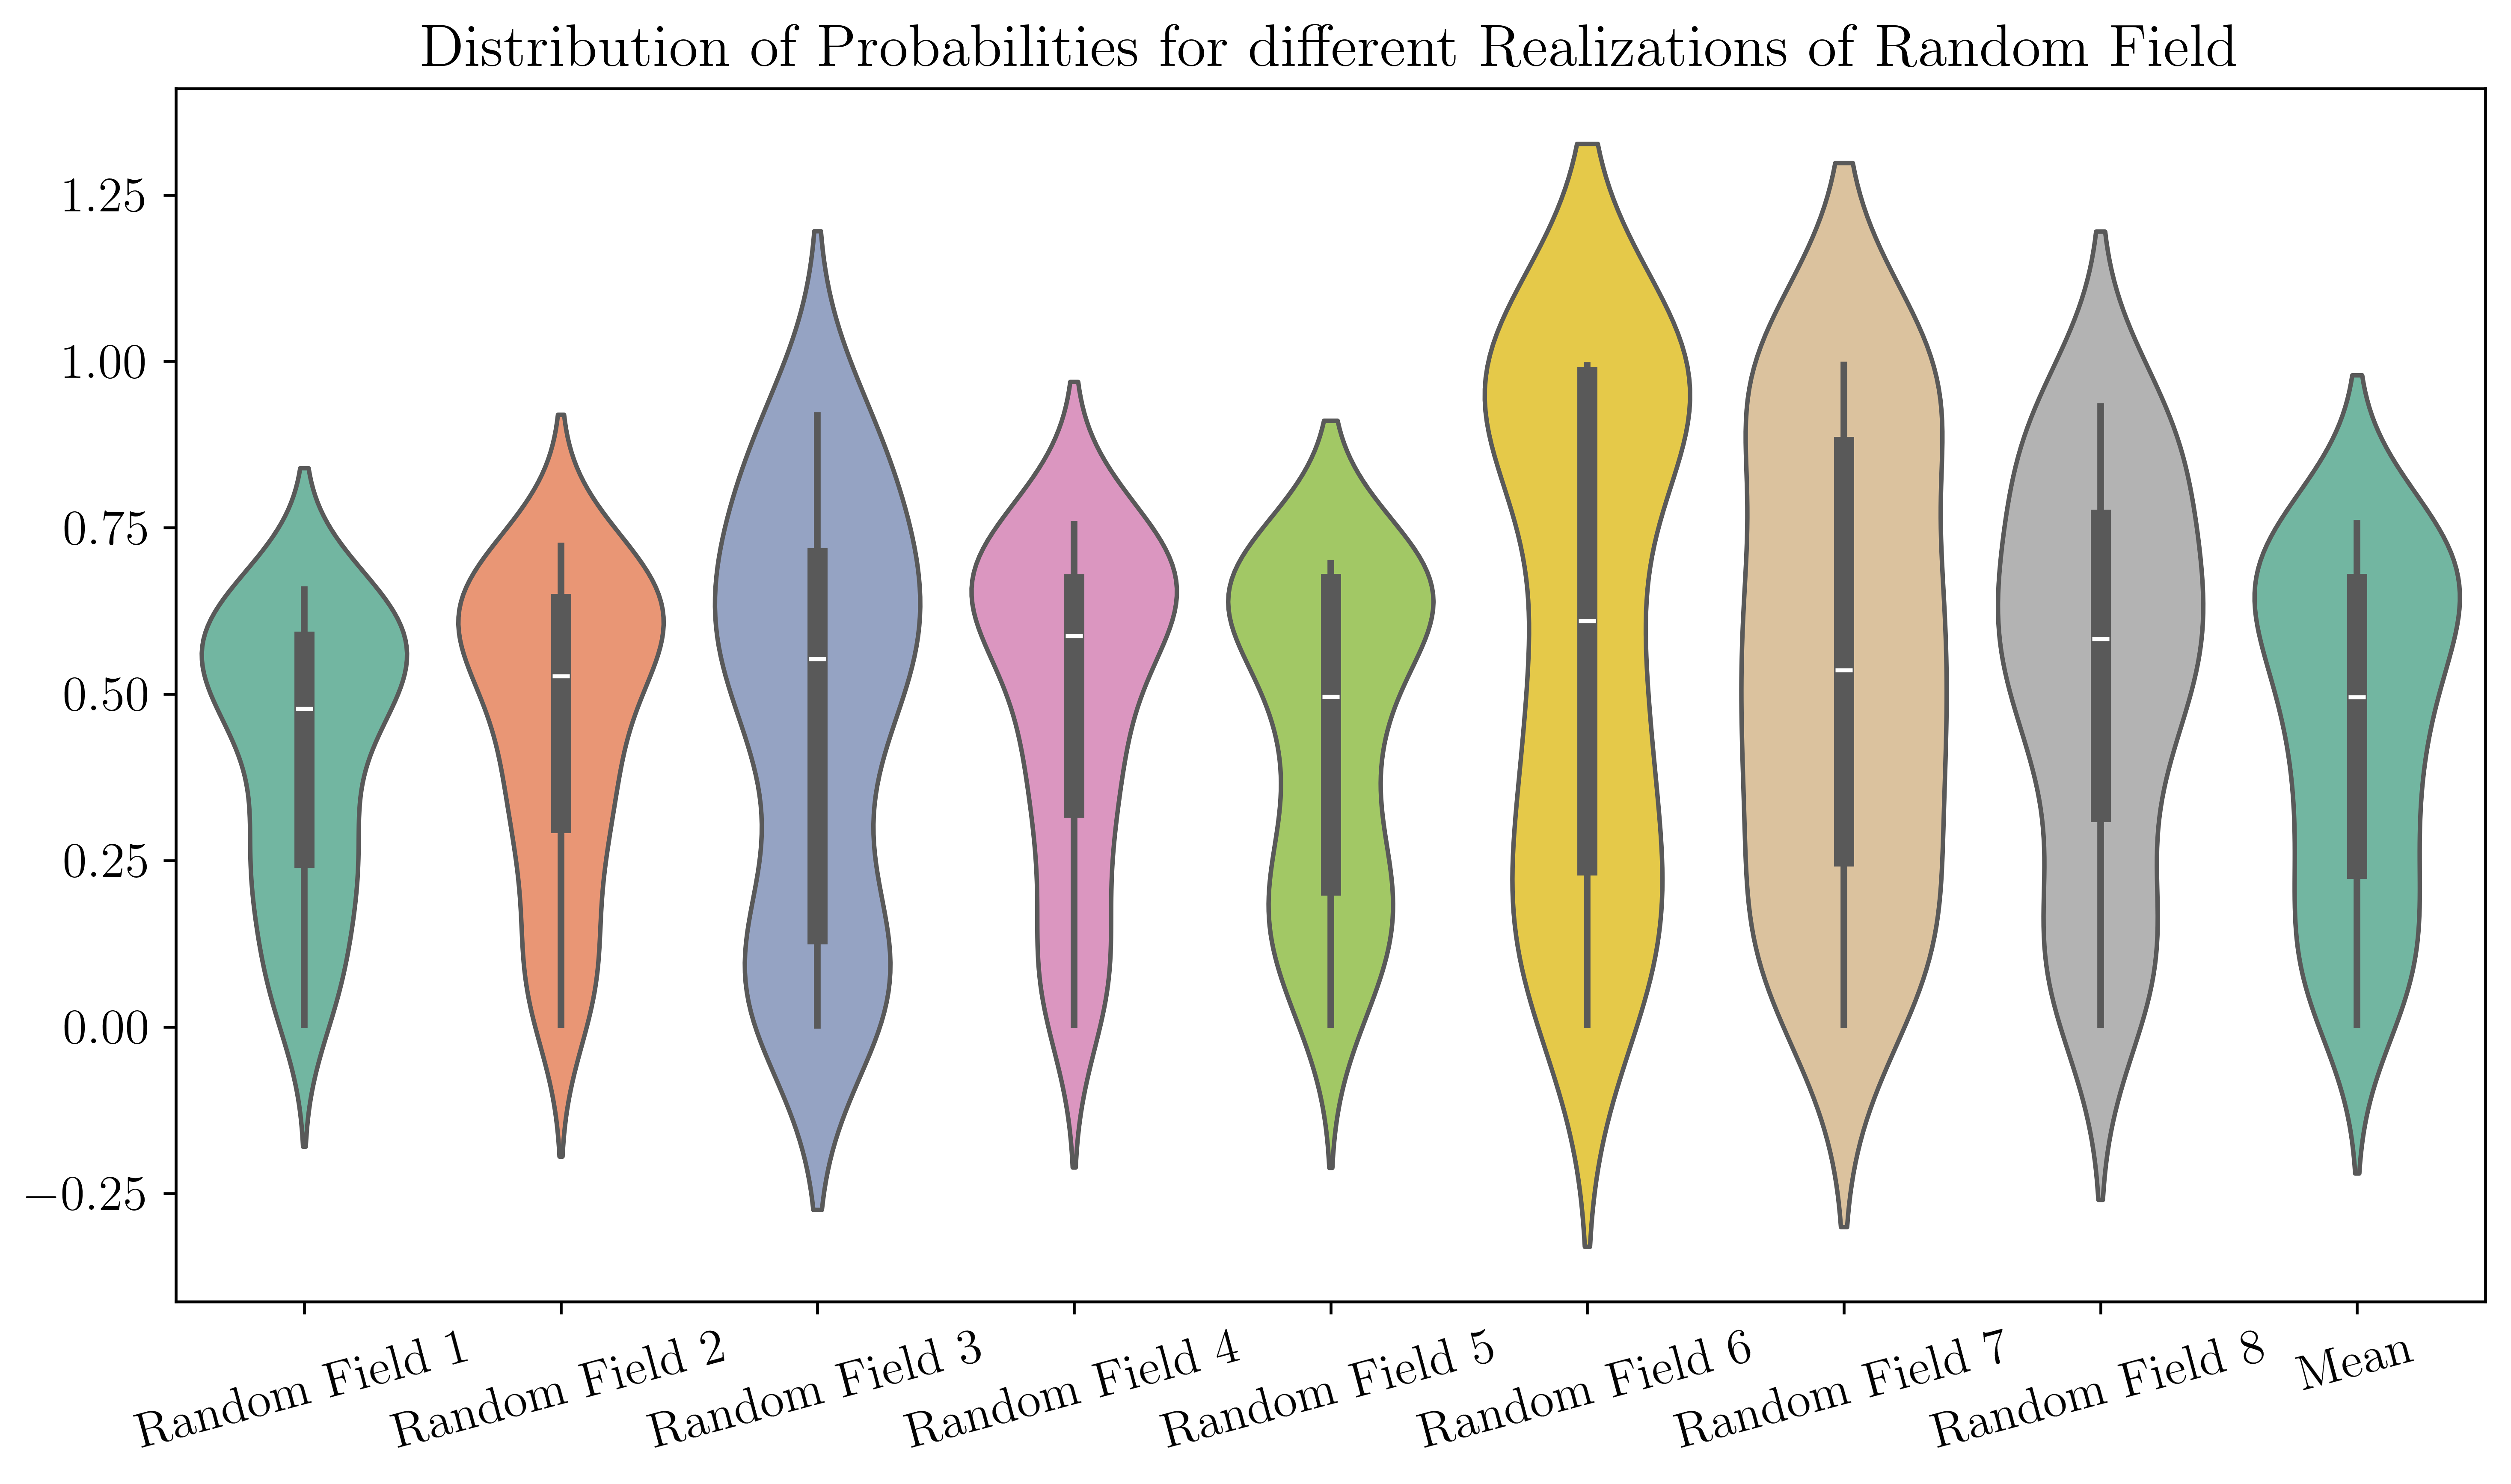 Distribution of Probabilities for different Realizations of Random Field
1.25
1.00
0.75
0.50
0.25
0.00
−0.25
Random Field 1
Random Field 2
Random Field 3
Random Field 4
Random Field 5
Random Field 6
Random Field 7
Random Field 8
Mean